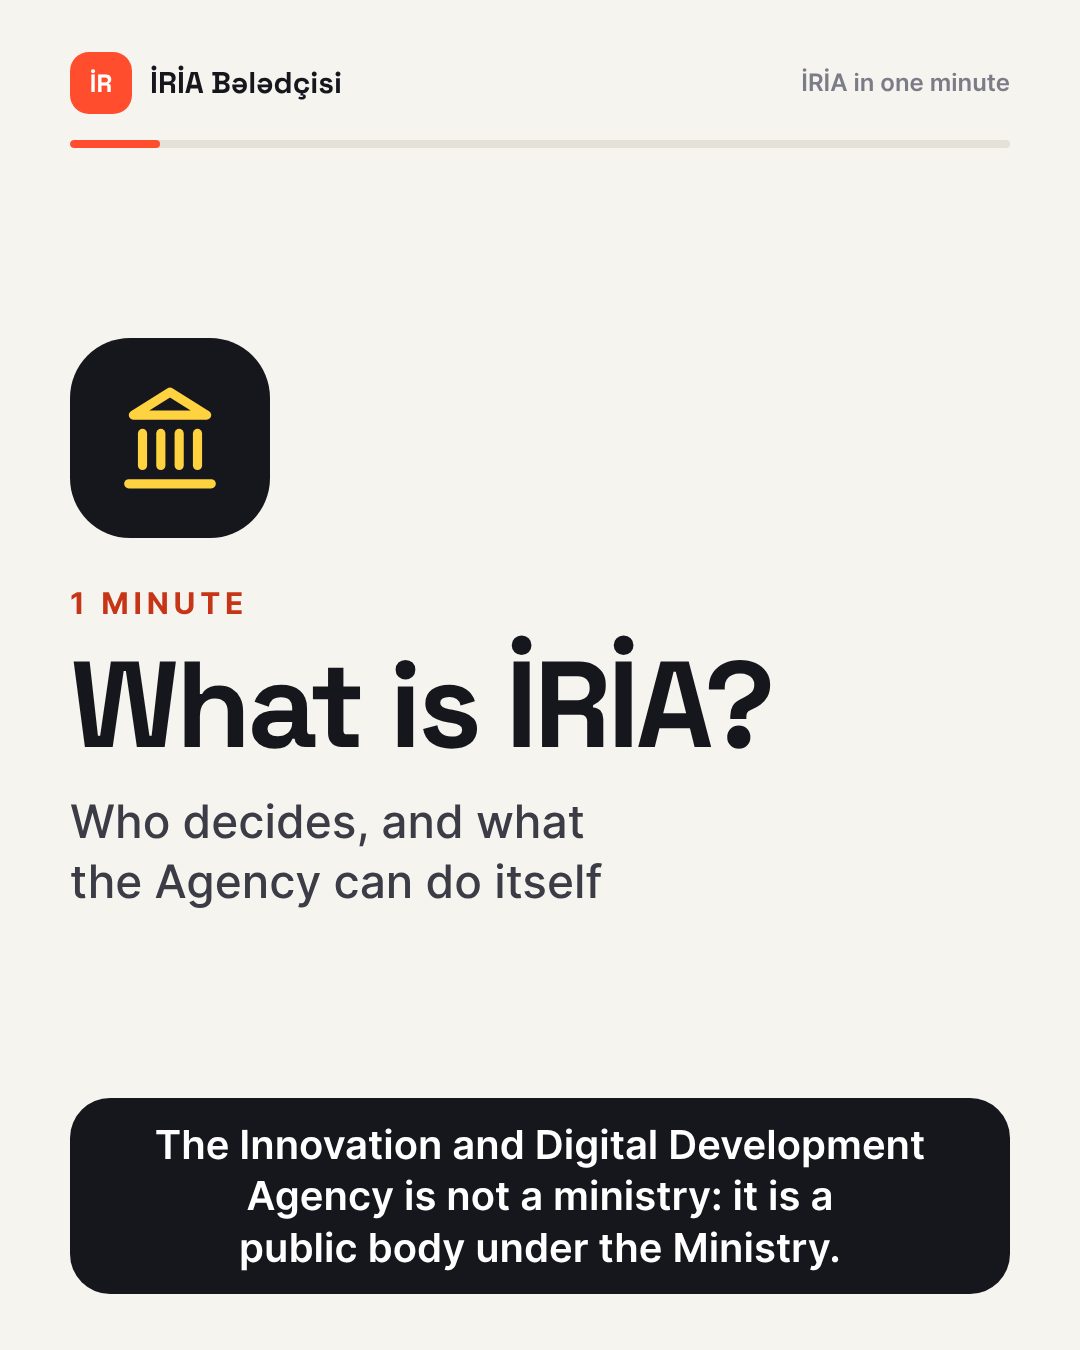 İR
İRİA Bələdçisi
İRİA in one minute
1 MINUTE
What is İRİA?
Who decides, and what
the Agency can do itself
The Innovation and Digital Development
Agency is not a ministry: it is a
public body under the Ministry.